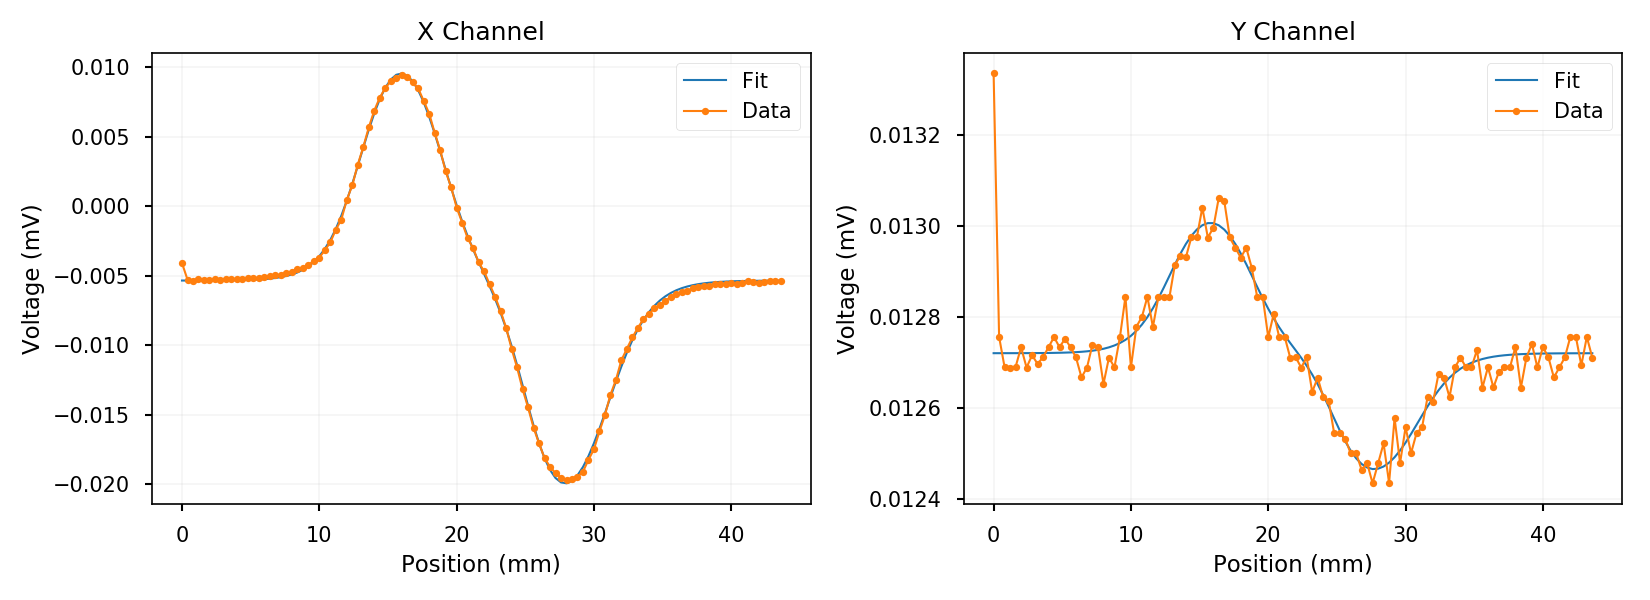 X Channel
Voltage (mV)
0.010
0.005
0.000
−0.005
−0.010
−0.015
−0.020
Fit
Data
0
10
20
30
40
Position (mm)
Y Channel
Voltage (mV)
0.0132
0.0130
0.0128
0.0126
0.0124
Fit
Data
0
10
20
30
40
Position (mm)